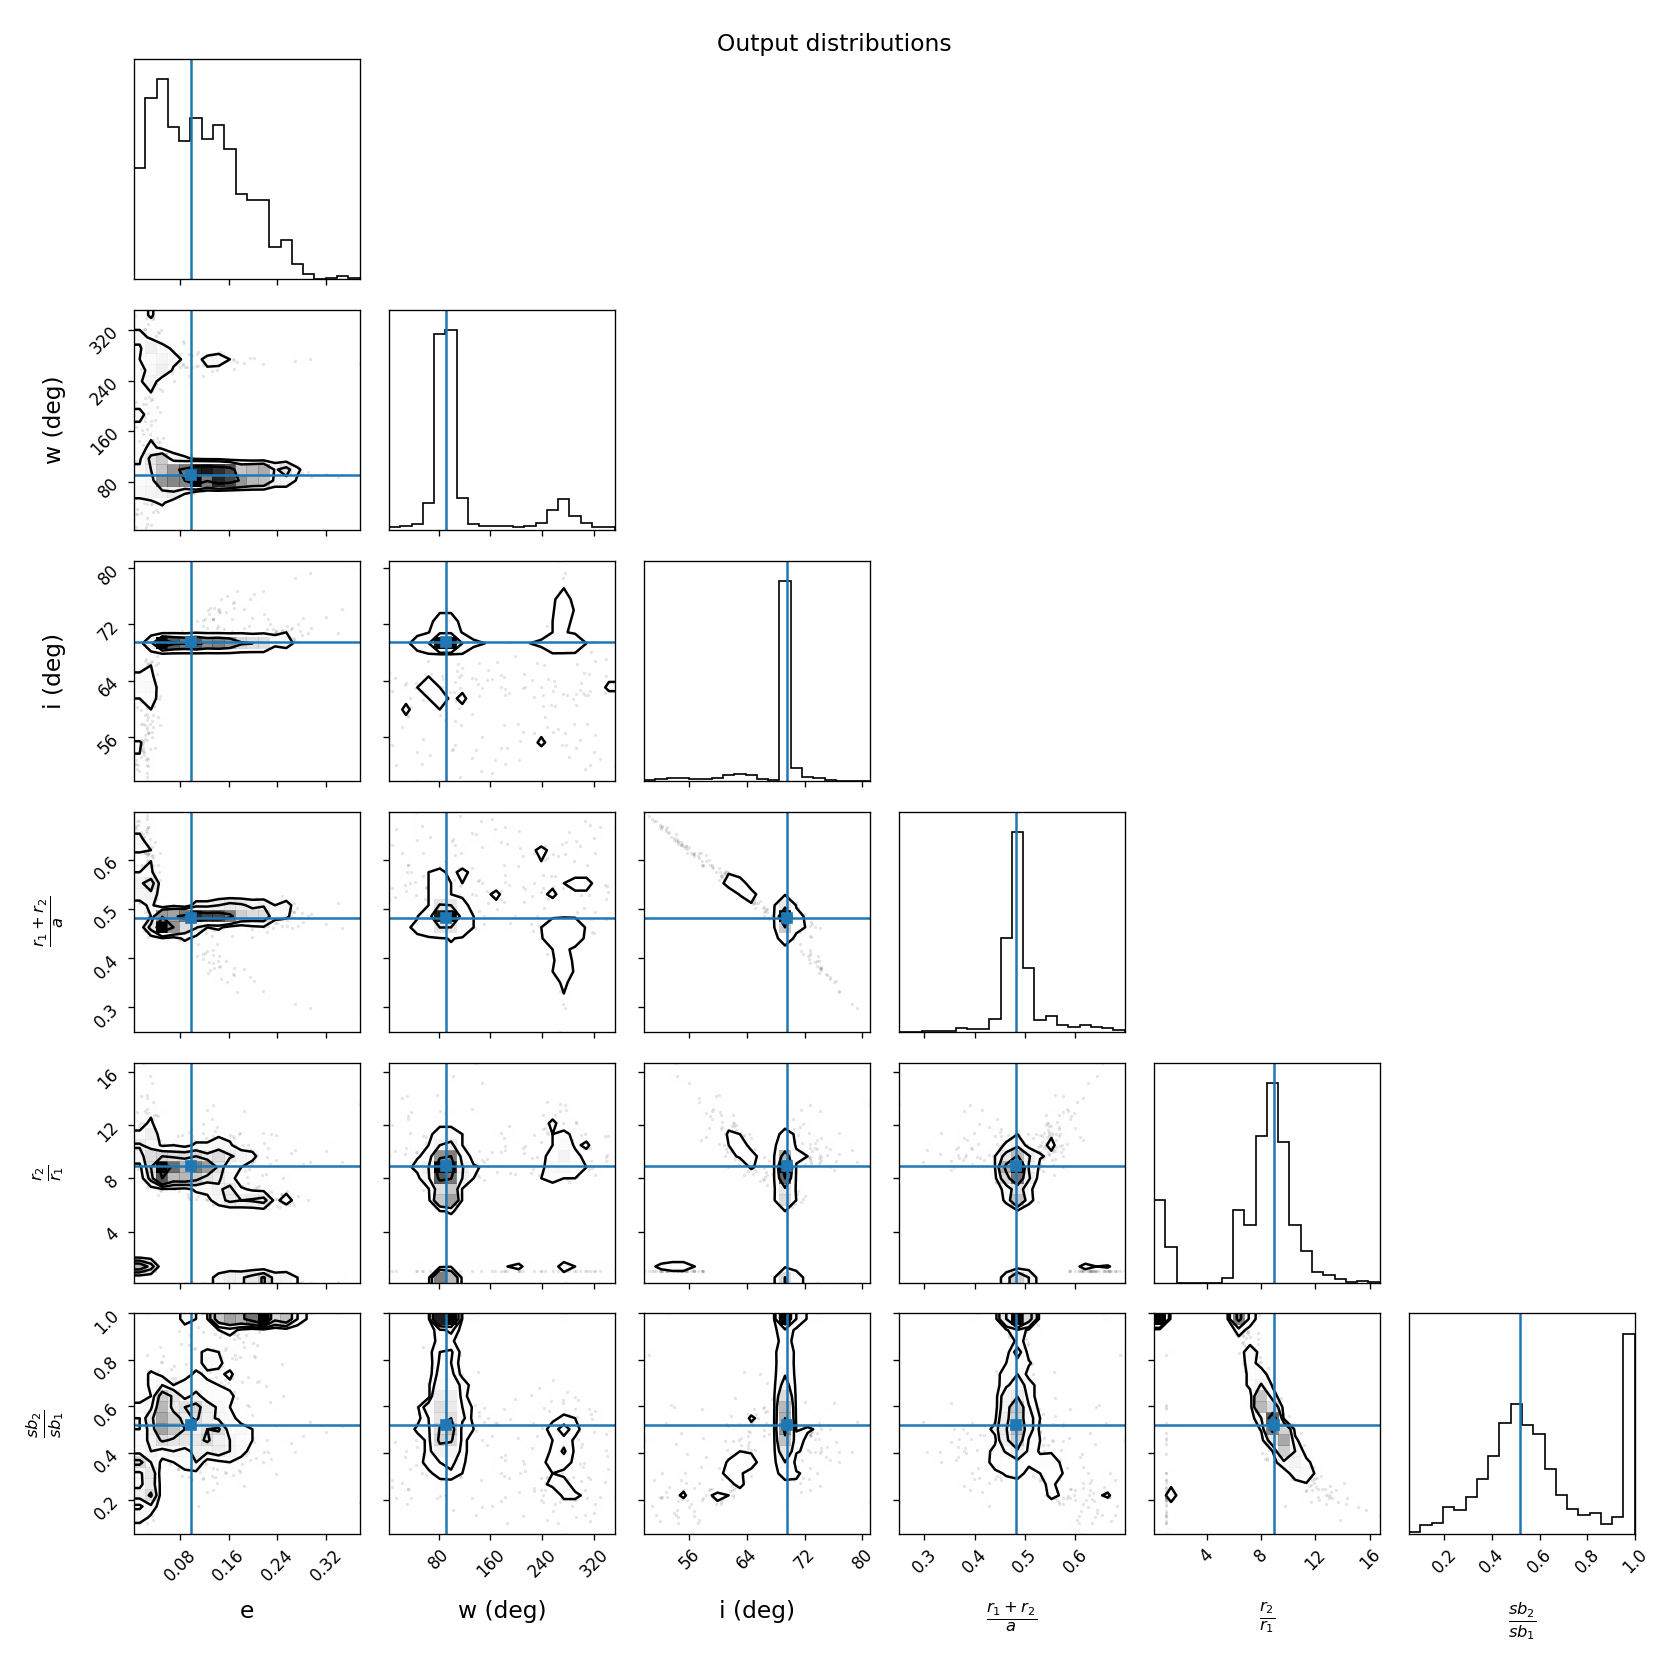 Output distributions
320
240
160
80
w (deg)
80
72
64
56
i (deg)
0.6
0.5
0.4
0.3
r₁ + r₂
a
16
12
8
4
r₂
r₁
1.0
0.8
0.6
0.4
0.2
sb₂
sb₁
0.08 0.16 0.24 0.32 80 160 240 320 56 64 72 80 0.3 0.4 0.5 0.6 4 8 12 16 0.2 0.4 0.6 0.8 1.0
e w (deg) i (deg)
r₁ + r₂ r₂ sb₂
a r₁ sb₁